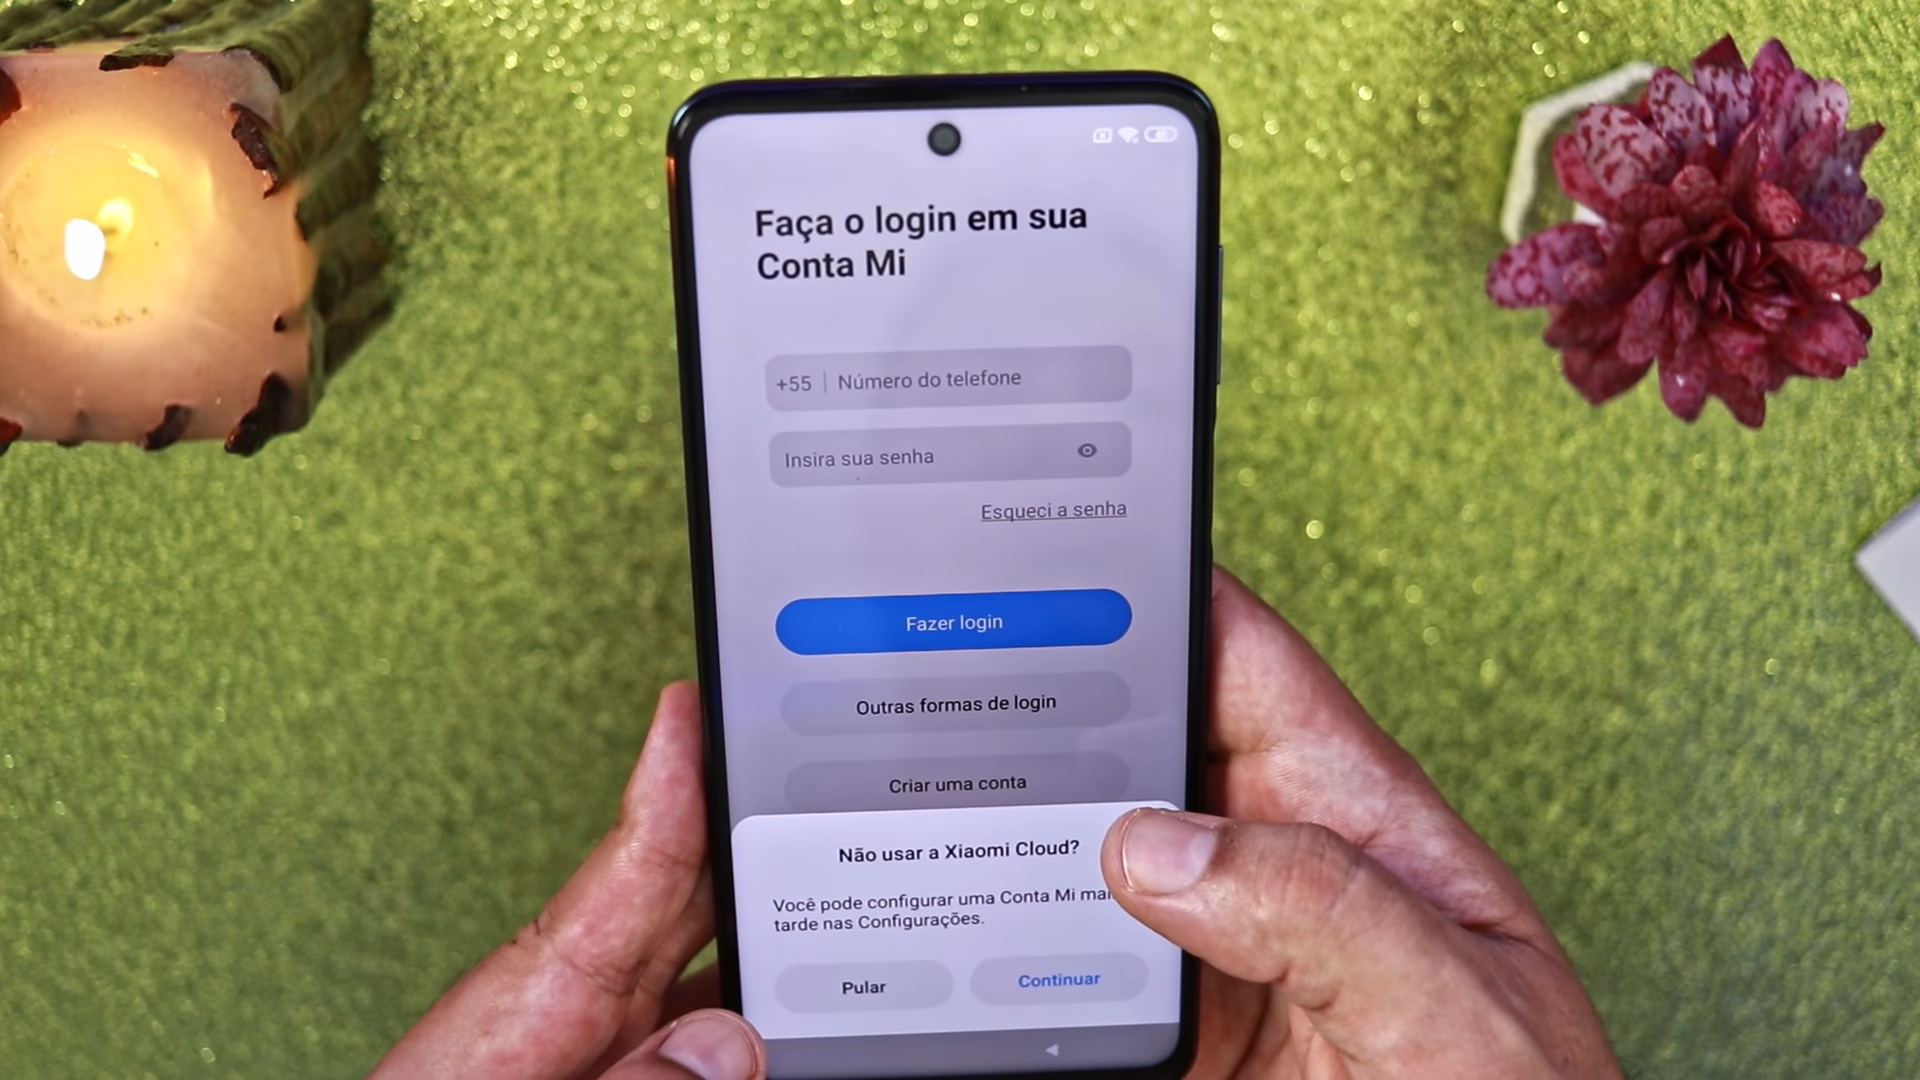 Faça o login em sua
Conta Mi
+55 Número do telefone
Insira sua senha
Esqueci a senha
Fazer login
Outras formas de login
Criar uma conta
Não usar a Xiaomi Cloud?
Você pode configurar uma Conta Mi
tarde nas Configurações.
Pular Continuar